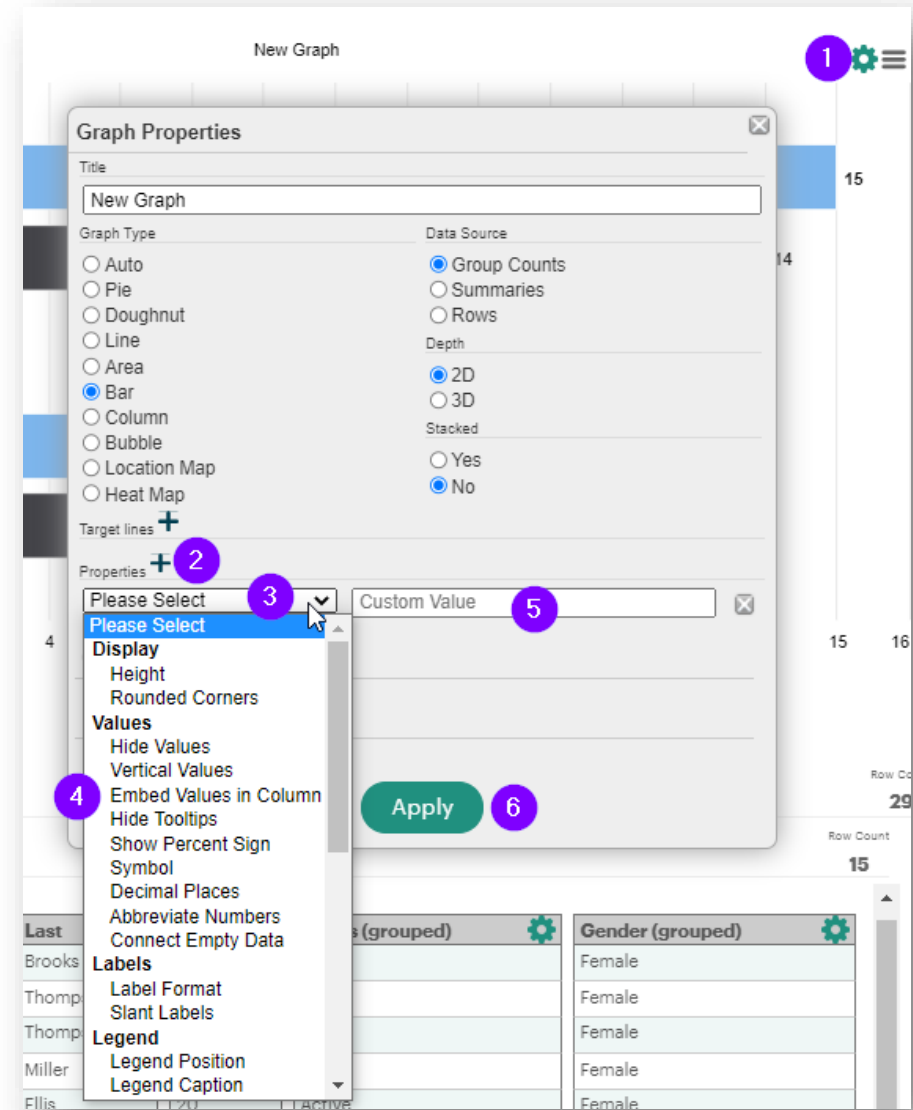 New Graph
1
Graph Properties
Title
New Graph
15
Graph Type
Data Source
Auto
Group Counts
14
Pie
Summaries
Doughnut
Rows
Line
Depth
Area
2D
Bar
3D
Column
Stacked
Bubble
Yes
Location Map
No
Heat Map
Target lines
Properties
2
Please Select
3
Custom Value
5
Please Select
4
15
16
Display
Height
Rounded Corners
Values
Hide Values
Vertical Values
4
Embed Values in Column
Hide Tooltips
Show Percent Sign
Symbol
Decimal Places
Abbreviate Numbers
Connect Empty Data
Labels
Label Format
Slant Labels
Legend
Legend Position
Legend Caption
Apply
6
Row Co
29
Row Count
15
Last
s (grouped)
Gender (grouped)
Brooks
Female
Thomp
Female
Thomp
Female
Miller
Female
Ellis
20
Active
Female